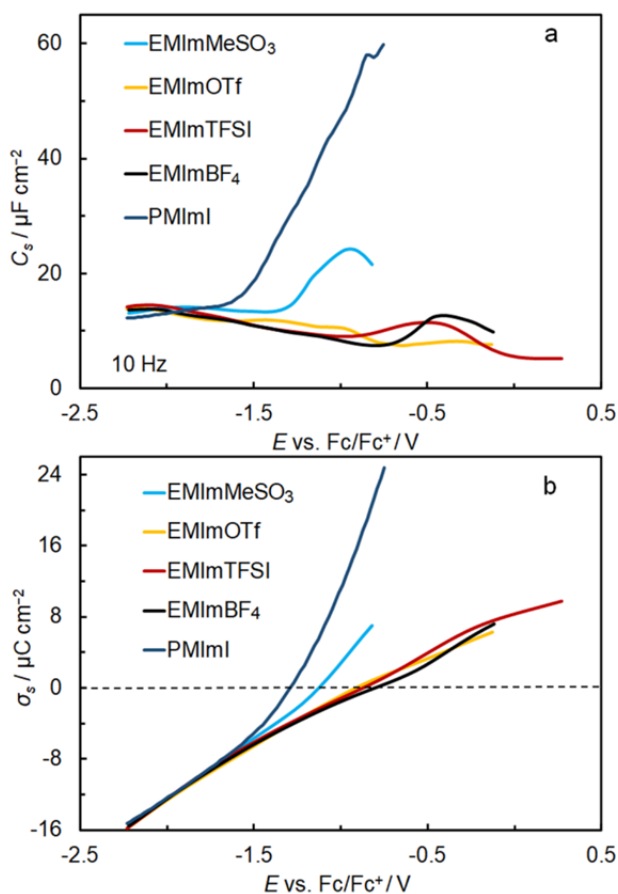 a
60
40
20
0
C_s / µF cm⁻²
EMImMeSO₃
EMImOTf
EMImTFSI
EMImBF₄
PMImI
10 Hz
-2.5 -1.5 -0.5 0.5
E vs. Fc/Fc⁺ / V
b
24
16
8
0
-8
-16
σ_s / µC cm⁻²
EMImMeSO₃
EMImOTf
EMImTFSI
EMImBF₄
PMImI
-2.5 -1.5 -0.5 0.5
E vs. Fc/Fc⁺ / V